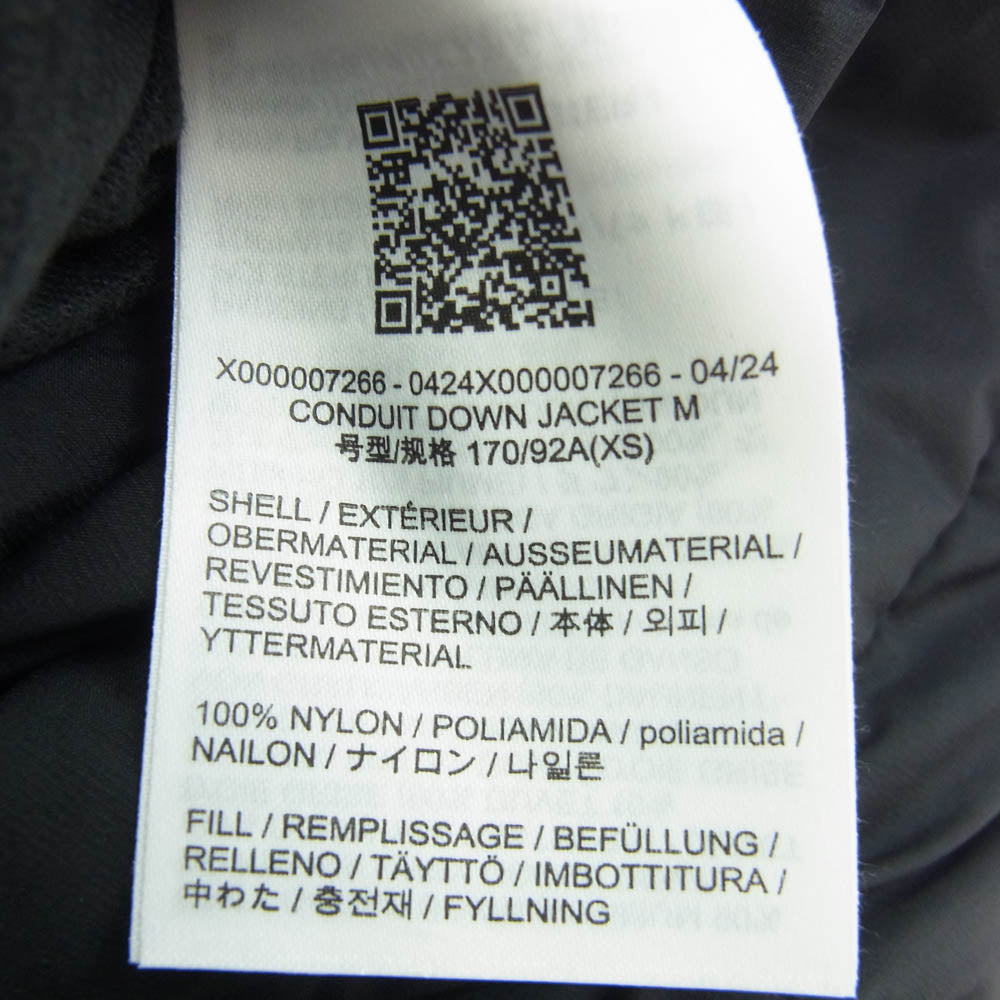 X000007266 - 0424X000007266 - 04/24
CONDUIT DOWN JACKET M
号型/规格 170/92A(XS)
SHELL / EXTÉRIEUR /
OBERMATERIAL / AUSSEUMATERIAL /
REVESTIMIENTO / PÄÄLLINEN /
TESSUTO ESTERNO / 本体 / 외피 /
YTTERMATERIAL
100% NYLON / POLIAMIDA / poliamida /
NAILON / ナイロン / 나일론
FILL / REMPLISSAGE / BEFÜLLUNG /
RELLENO / TÄYTTÖ / IMBOTTITURA /
中わた / 충전재 / FYLLNING